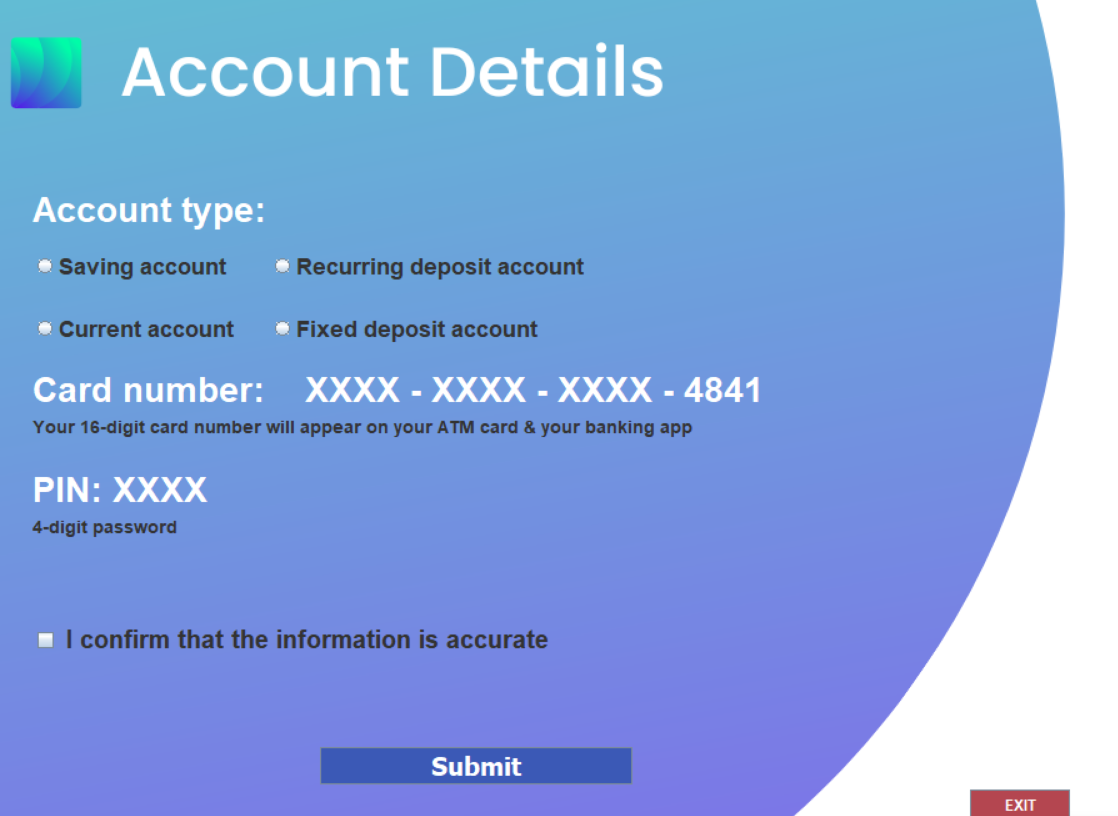 Account Details
Account type:
Saving account Recurring deposit account
Current account Fixed deposit account
Card number: XXXX - XXXX - XXXX - 4841
Your 16-digit card number will appear on your ATM card & your banking app
PIN: XXXX
4-digit password
I confirm that the information is accurate
Submit
EXIT